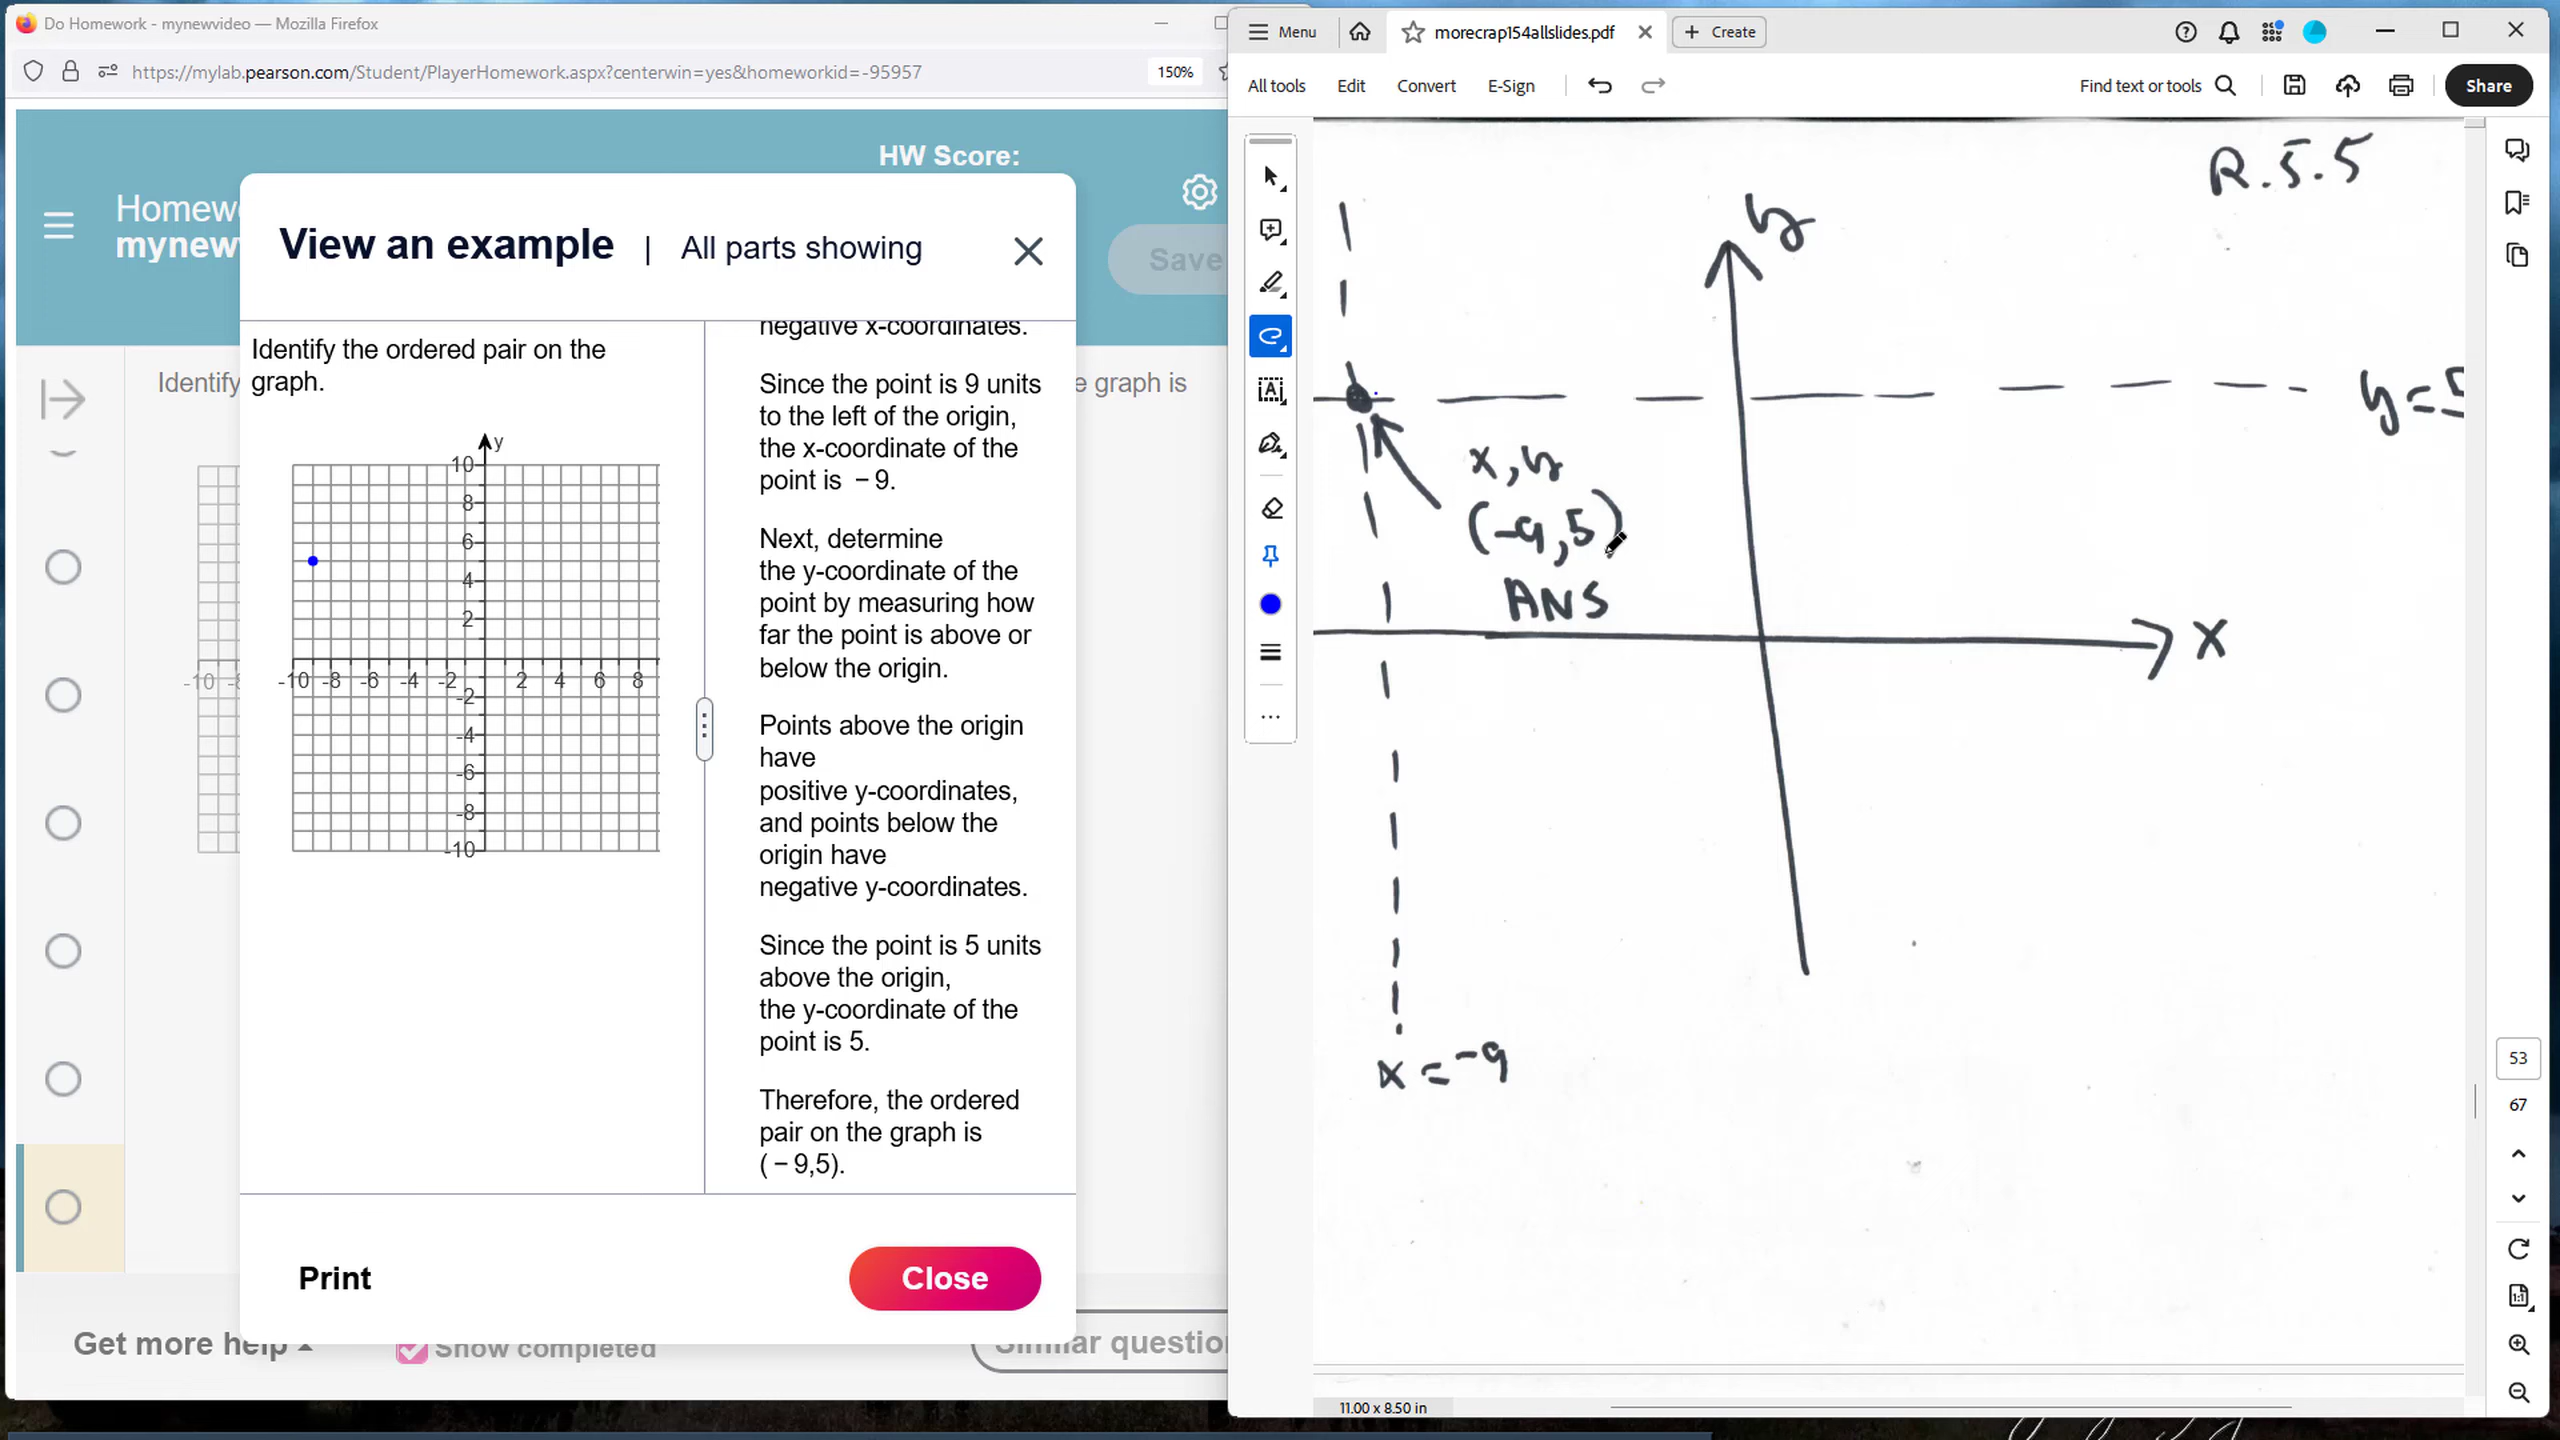 Do Homework - mynewvideo — Mozilla Firefox
https://mylab.pearson.com/Student/PlayerHomework.aspx?centerwin=yes&homeworkid=-95957
150%
HW Score:
Homew
mynew
Save
View an example | All parts showing
Identify
e graph is
Identify the ordered pair on the
graph.
y
10
8
6
4
2
-10 -8 -6 -4 -2 2 4 6 8
-2
-4
-6
-8
-10
-10
negative x-coordinates.
Since the point is 9 units
to the left of the origin,
the x-coordinate of the
point is − 9.
Next, determine
the y-coordinate of the
point by measuring how
far the point is above or
below the origin.
Points above the origin
have
positive y-coordinates,
and points below the
origin have
negative y-coordinates.
Since the point is 5 units
above the origin,
the y-coordinate of the
point is 5.
Therefore, the ordered
pair on the graph is
( − 9,5).
Print
Close
Get more help
Show completed
Similar questio
Menu
morecrap154allslides.pdf
Create
All tools
Edit
Convert
E-Sign
Find text or tools
Share
R.5.5
y
y=5
x,y
(-9,5)
ANS
x
x=-9
53
67
11.00 x 8.50 in